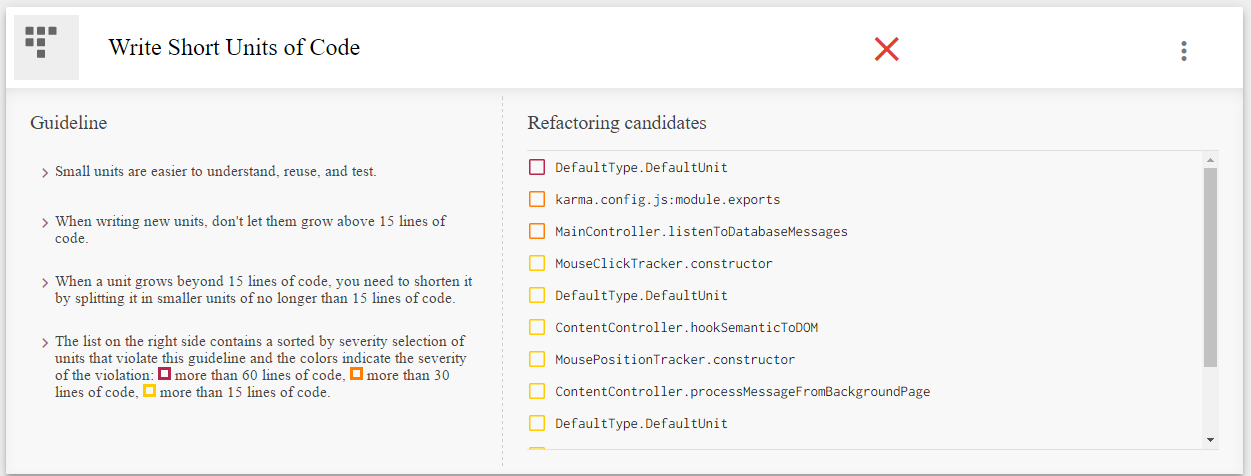 Write Short Units of Code
Guideline
Small units are easier to understand, reuse, and test.
When writing new units, don't let them grow above 15 lines of
code.
When a unit grows beyond 15 lines of code, you need to shorten it
by splitting it in smaller units of no longer than 15 lines of code.
The list on the right side contains a sorted by severity selection of
units that violate this guideline and the colors indicate the severity
of the violation: more than 60 lines of code, more than 30
lines of code, more than 15 lines of code.
Refactoring candidates
DefaultType.DefaultUnit
karma.config.js:module.exports
MainController.listenToDatabaseMessages
MouseClickTracker.constructor
DefaultType.DefaultUnit
ContentController.hookSemanticToDOM
MousePositionTracker.constructor
ContentController.processMessageFromBackgroundPage
DefaultType.DefaultUnit